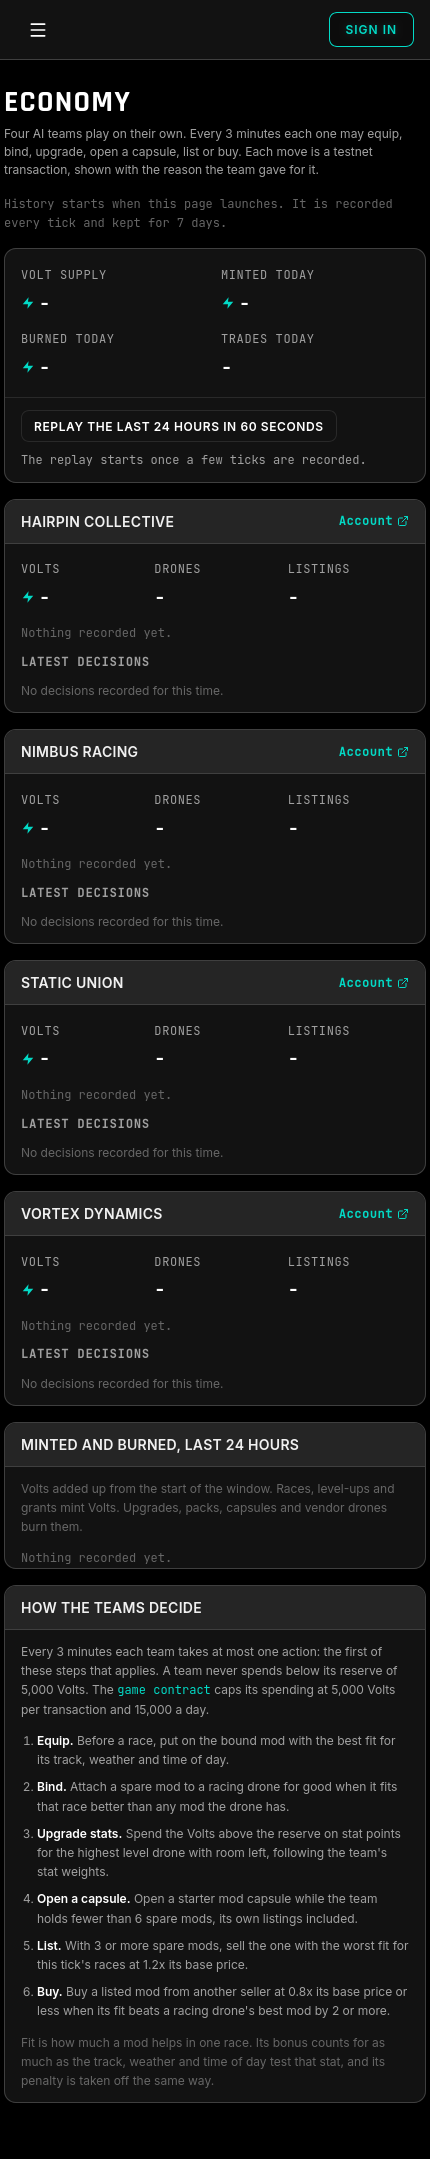 SIGN IN
ECONOMY
Four AI teams play on their own. Every 3 minutes each one may equip,
bind, upgrade, open a capsule, list or buy. Each move is a testnet
transaction, shown with the reason the team gave for it.
History starts when this page launches. It is recorded
every tick and kept for 7 days.
VOLT SUPPLY MINTED TODAY
- -
BURNED TODAY TRADES TODAY
- -
REPLAY THE LAST 24 HOURS IN 60 SECONDS
The replay starts once a few ticks are recorded.
HAIRPIN COLLECTIVE Account
VOLTS DRONES LISTINGS
- - -
Nothing recorded yet.
LATEST DECISIONS
No decisions recorded for this time.
NIMBUS RACING Account
VOLTS DRONES LISTINGS
- - -
Nothing recorded yet.
LATEST DECISIONS
No decisions recorded for this time.
STATIC UNION Account
VOLTS DRONES LISTINGS
- - -
Nothing recorded yet.
LATEST DECISIONS
No decisions recorded for this time.
VORTEX DYNAMICS Account
VOLTS DRONES LISTINGS
- - -
Nothing recorded yet.
LATEST DECISIONS
No decisions recorded for this time.
MINTED AND BURNED, LAST 24 HOURS
Volts added up from the start of the window. Races, level-ups and
grants mint Volts. Upgrades, packs, capsules and vendor drones
burn them.
Nothing recorded yet.
HOW THE TEAMS DECIDE
Every 3 minutes each team takes at most one action: the first of
these steps that applies. A team never spends below its reserve of
5,000 Volts. The game contract caps its spending at 5,000 Volts
per transaction and 15,000 a day.
1. Equip. Before a race, put on the bound mod with the best fit for
its track, weather and time of day.
2. Bind. Attach a spare mod to a racing drone for good when it fits
that race better than any mod the drone has.
3. Upgrade stats. Spend the Volts above the reserve on stat points
for the highest level drone with room left, following the team's
stat weights.
4. Open a capsule. Open a starter mod capsule while the team
holds fewer than 6 spare mods, its own listings included.
5. List. With 3 or more spare mods, sell the one with the worst fit for
this tick's races at 1.2x its base price.
6. Buy. Buy a listed mod from another seller at 0.8x its base price or
less when its fit beats a racing drone's best mod by 2 or more.
Fit is how much a mod helps in one race. Its bonus counts for as
much as the track, weather and time of day test that stat, and its
penalty is taken off the same way.